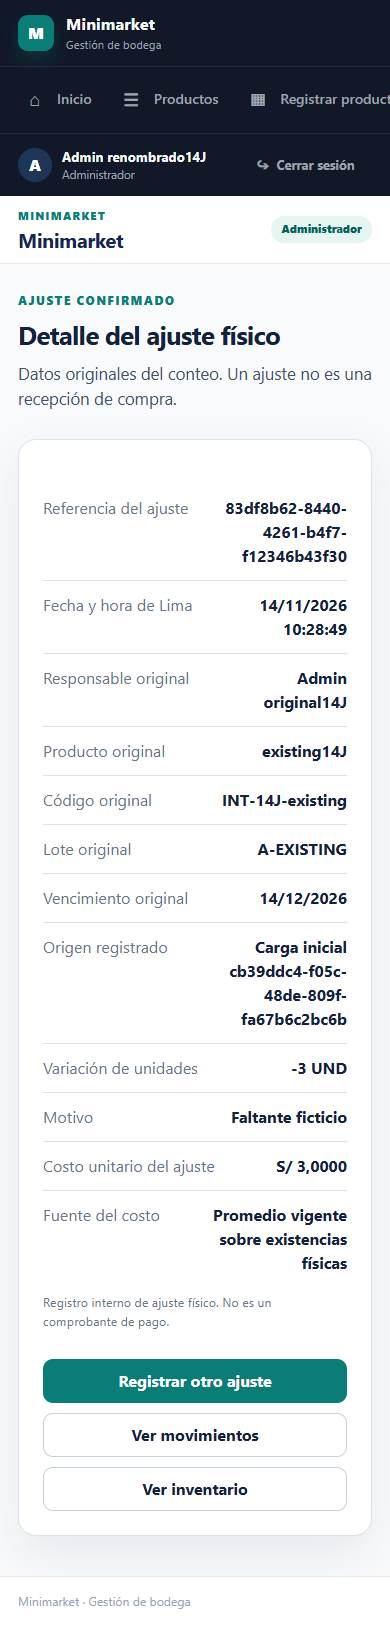 M
Minimarket
Gestión de bodega
Inicio
Productos
Registrar product
A
Admin renombrado14J
Administrador
Cerrar sesión
MINIMARKET
Minimarket
Administrador
AJUSTE CONFIRMADO
Detalle del ajuste físico
Datos originales del conteo. Un ajuste no es una
recepción de compra.
Referencia del ajuste
83df8b62-8440-
4261-b4f7-
f12346b43f30
Fecha y hora de Lima
14/11/2026
10:28:49
Responsable original
Admin
original14J
Producto original
existing14J
Código original
INT-14J-existing
Lote original
A-EXISTING
Vencimiento original
14/12/2026
Origen registrado
Carga inicial
cb39ddc4-f05c-
48de-809f-
fa67b6c2bc6b
Variación de unidades
-3 UND
Motivo
Faltante ficticio
Costo unitario del ajuste
S/ 3,0000
Fuente del costo
Promedio vigente
sobre existencias
físicas
Registro interno de ajuste físico. No es un
comprobante de pago.
Registrar otro ajuste
Ver movimientos
Ver inventario
Minimarket · Gestión de bodega